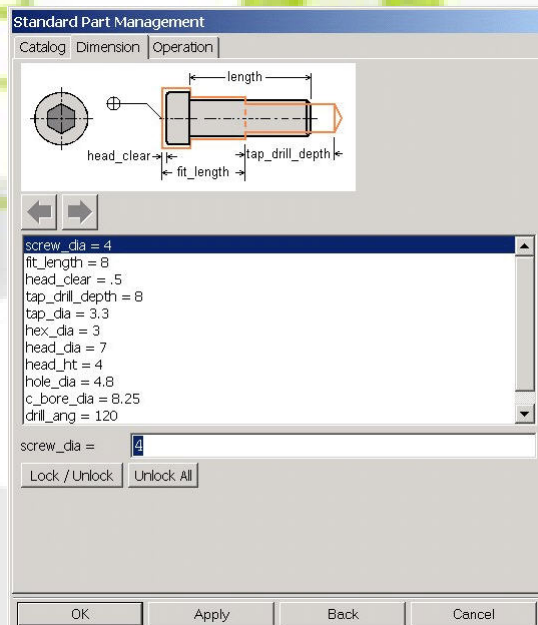 Standard Part Management
Catalog Dimension Operation
length
head_clear
tap_drill_depth
fit_length
screw_dia = 4
fit_length = 8
head_clear = .5
tap_drill_depth = 8
tap_dia = 3.3
hex_dia = 3
head_dia = 7
head_ht = 4
hole_dia = 4.8
c_bore_dia = 8.25
drill_ang = 120
screw_dia = 4
Lock / Unlock Unlock All
OK Apply Back Cancel